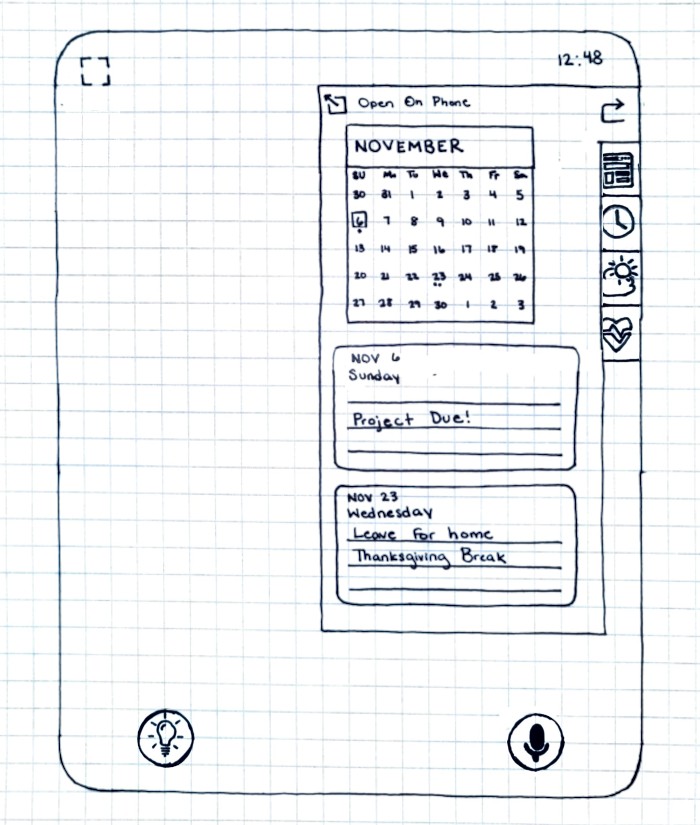 12:48
Open On Phone
NOVEMBER
SU Mo Tu We Th Fr Sa
30 31 1 2 3 4 5
6 7 8 9 10 11 12
13 14 15 16 17 18 19
20 21 22 23 24 25 26
27 28 29 30 1 2 3
NOV 6
Sunday
Project Due!
NOV 23
Wednesday
Leave For home
Thanksgiving Break